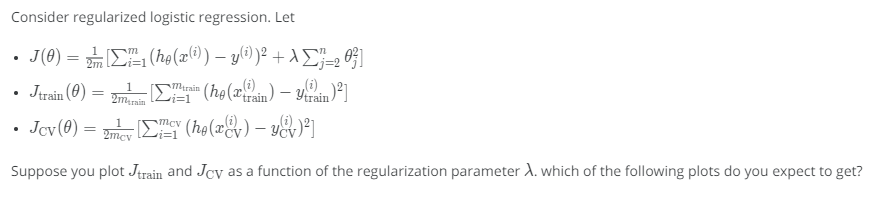 Consider regularized logistic regression. Let
• J(θ) = 1/2m [∑_{i=1}^{m} (h_θ(x^{(i)}) − y^{(i)})² + λ ∑_{j=2}^{n} θ_j²]
• J_train(θ) = 1/2m_train [∑_{i=1}^{m_train} (h_θ(x_train^{(i)}) − y_train^{(i)})²]
• J_CV(θ) = 1/2m_CV [∑_{i=1}^{m_CV} (h_θ(x_CV^{(i)}) − y_CV^{(i)})²]
Suppose you plot J_train and J_CV as a function of the regularization parameter λ. which of the following plots do you expect to get?